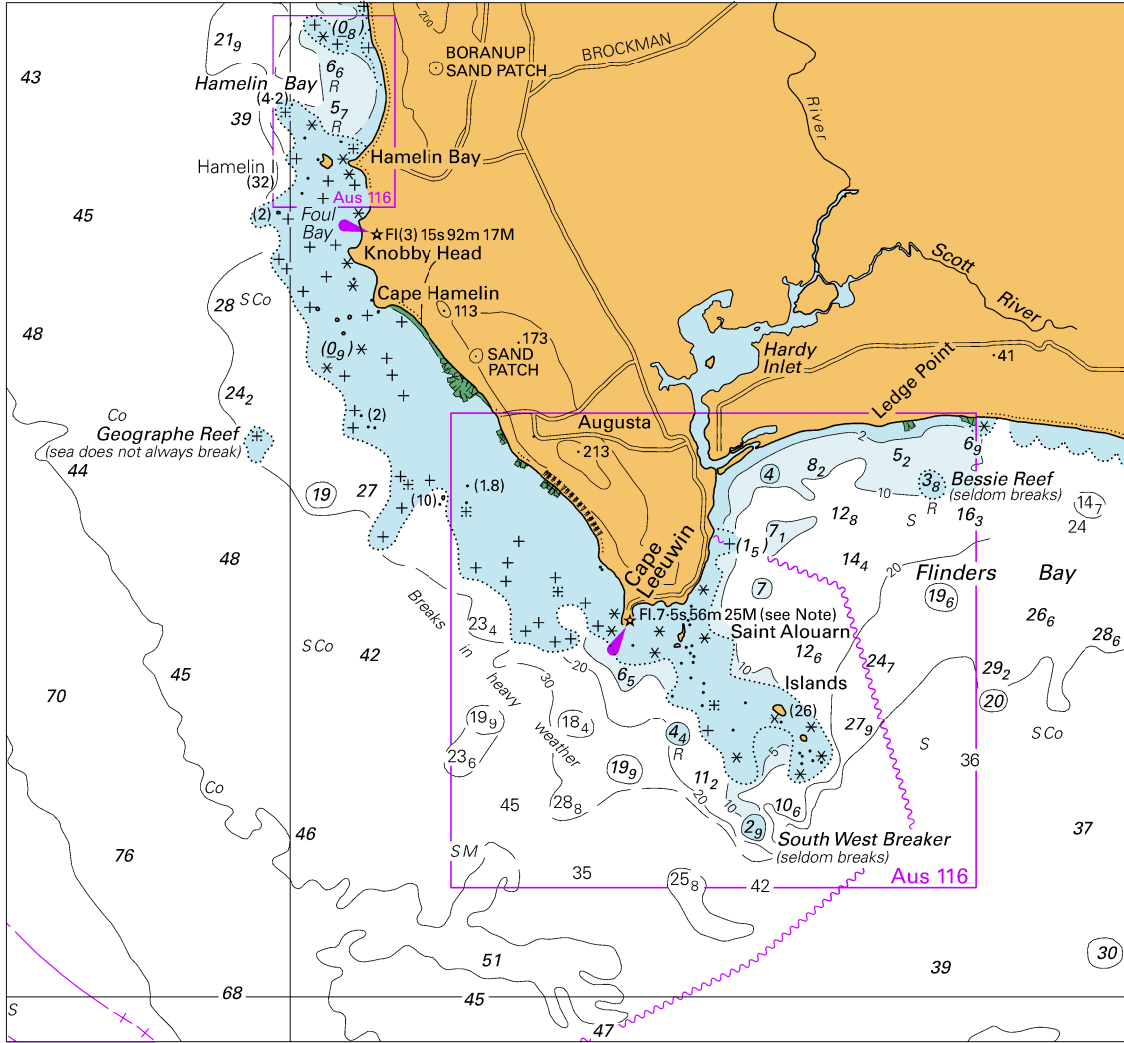 200
21₉
(0₈)
BORANUP
SAND PATCH
BROCKMAN
43
6₆
R
Hamelin Bay
(4·2)
5₇
R
River
39
Hamelin Bay
Hamelin I
(32)
Aus 116
45
(2)
Foul
Bay
Fl(3) 15s 92m 17M
Knobby Head
Scott
River
Cape Hamelin
S Co
28
113
48
173
Hardy
Inlet
(0₉)
SAND
PATCH
41
Ledge Point
24₂
Co
(2)
Augusta
Geographe Reef
(sea does not always break)
2
6₉
213
5₂
44
8₂
4
3₈
Bessie Reef
(seldom breaks)
19
27
(10)
(1.8)
10
R
14₇
12₈
S
16₃
24
7₁
(1₅)
48
14₄
Cape
Leeuwin
20
Flinders Bay
7
19₆
Breaks
in
heavy
weather
Fl.7·5s 56m 25M (see Note)
26₆
23₄
Saint Alouarn
28₆
S Co
42
12₆
24₇
10
20
6₅
29₂
45
30
Islands
20
70
(26)
19₉
18₄
27₉
4₄
R
S
S Co
23₆
5
36
19₉
11₂
Co
45
28₈
20
10
10₆
2₉
37
46
South West Breaker
(seldom breaks)
76
S M
35
25₈
42
Aus 116
51
39
30
68
45
S
47